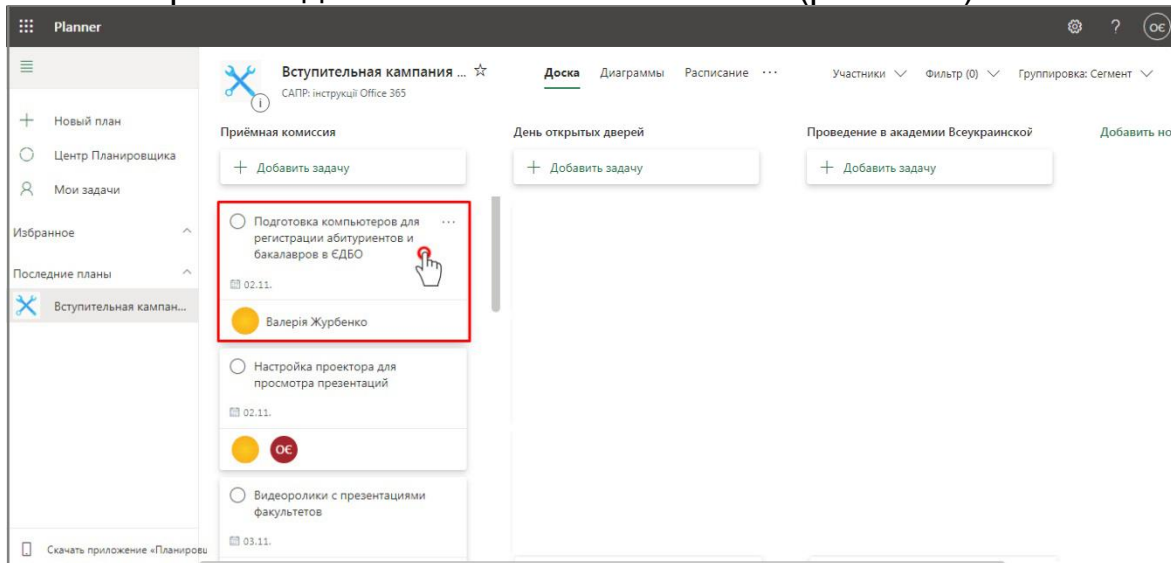 Planner
?
ОЄ
Вступительная кампания ...
САПР: інструкції Office 365
Доска
Диаграммы
Расписание
...
Участники
Фильтр (0)
Группировка: Сегмент
Новый план
Центр Планировщика
Мои задачи
Избранное
Последние планы
Вступительная кампан...
Скачать приложение «Планировщ
Приёмная комиссия
Добавить задачу
Подготовка компьютеров для
регистрации абитуриентов и
бакалавров в ЄДБО
02.11.
Валерія Журбенко
Настройка проектора для
просмотра презентаций
02.11.
ОЄ
Видеоролики с презентациями
факультетов
03.11.
День открытых дверей
Добавить задачу
Проведение в академии Всеукраинской
Добавить задачу
Добавить но